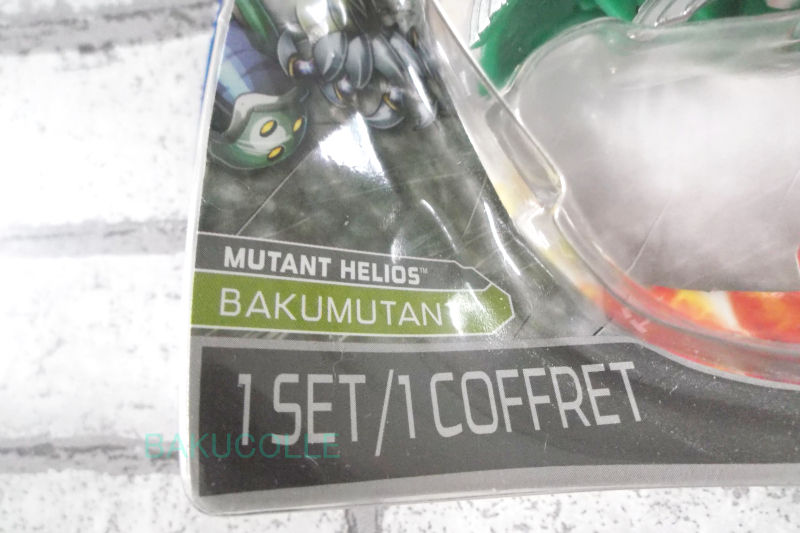 MUTANT HELIOS™
BAKUMUTANT
1 SET/1 COFFRET
BAKUCOLLE